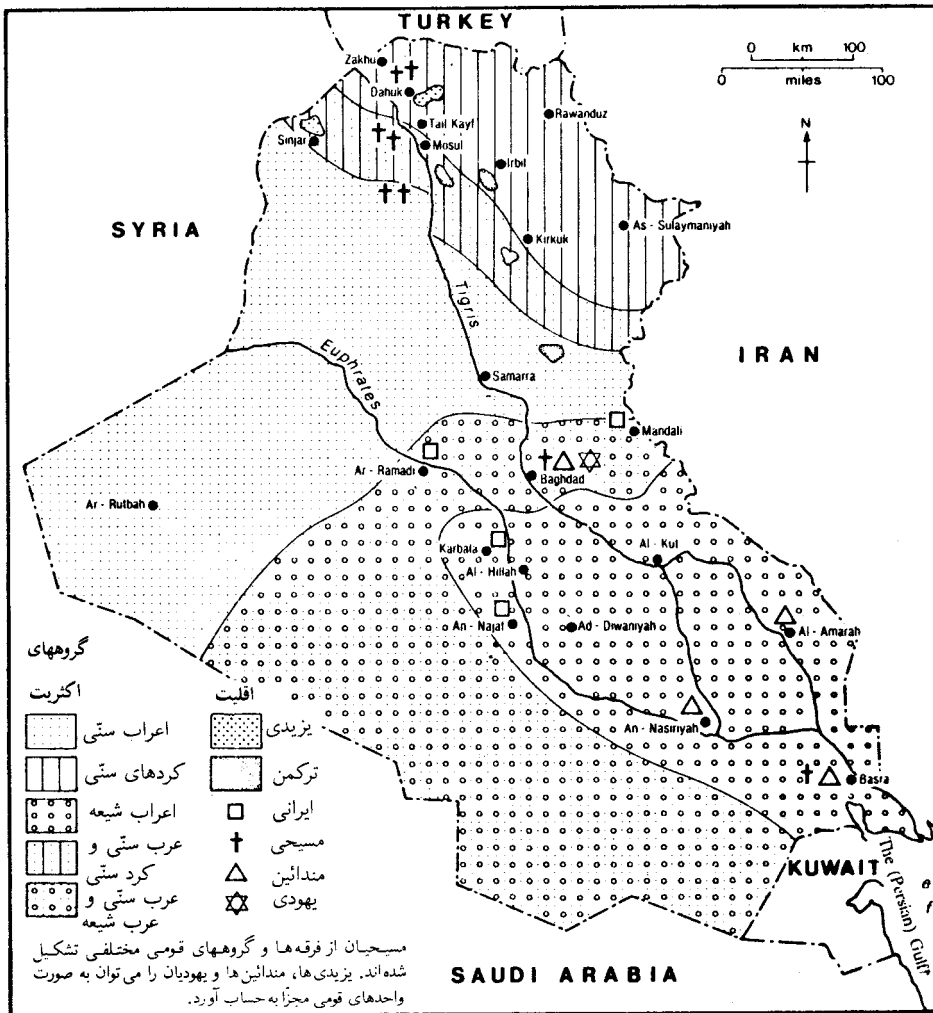 TURKEY
0 km 100
0 miles 100
N
Zakhu
Dahuk
Tall Kayf
Mosul
Sinjar
Rawanduz
Irbil
SYRIA
As - Sulaymaniyah
Kirkuk
Tigris
Euphrates
IRAN
Samarra
Mandali
Ar - Ramadi
Baghdad
Ar - Rutbah
Karbala
Al - Kut
Al - Hillah
An - Najaf
Ad - Diwaniyah
Al - Amarah
An - Nasiriyah
Basra
KUWAIT
The (Persian) Gulf
SAUDI ARABIA
گروههای
اکثریت
اقلیت
اعراب سنّی
یزیدی
کردهای سنّی
ترکمن
اعراب شیعه
ایرانی
عرب سنّی و
کرد سنّی
مسیحی
مندائین
عرب سنّی و
عرب شیعه
یهودی
مسیحیان از فرقه‌ها و گروههای قومی مختلفی تشکیل
شده‌اند. یزیدی‌ها، مندائین‌ها و یهودیان را می‌توان به صورت
واحدهای قومی مجزّا به حساب آورد.